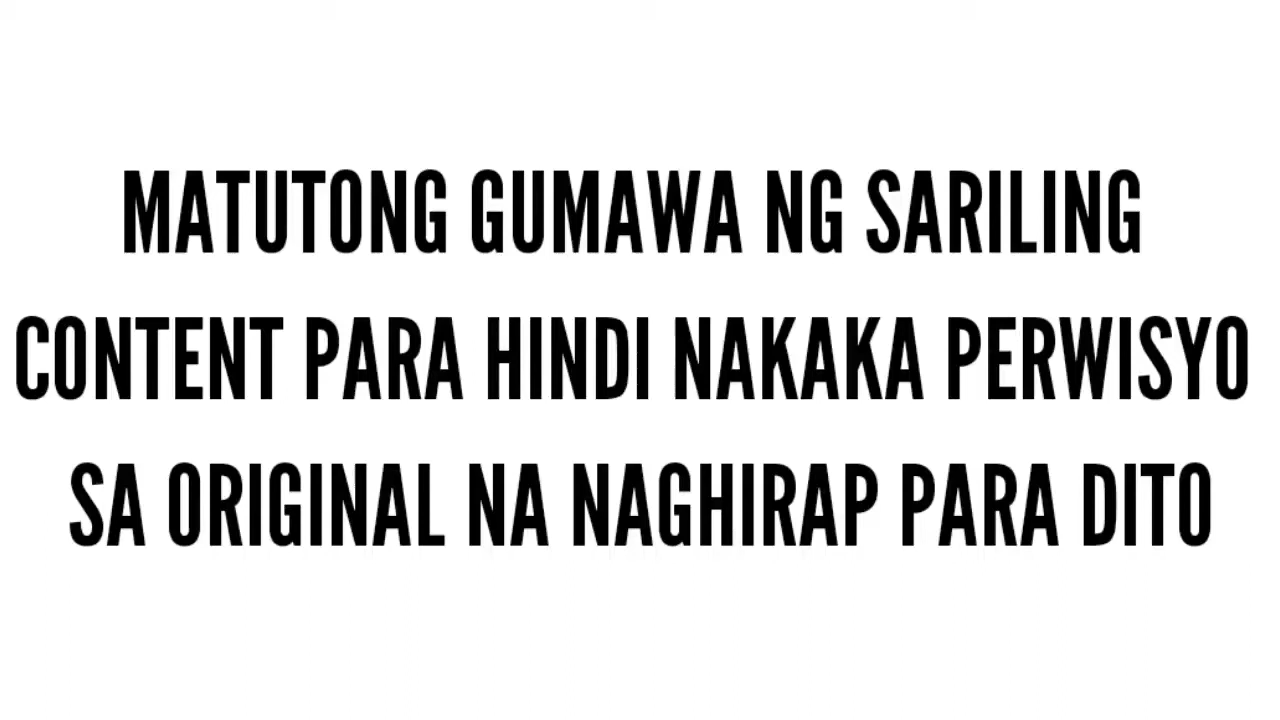 MATUTONG GUMAWA NG SARILING
CONTENT PARA HINDI NAKAKA PERWISYO
SA ORIGINAL NA NAGHIRAP PARA DITO